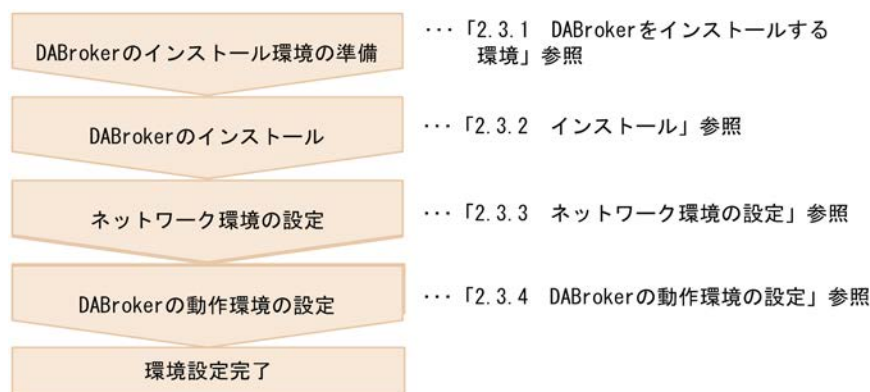 DABrokerのインストール環境の準備
･･･「2.3.1　DABrokerをインストールする
環境」参照
DABrokerのインストール
･･･「2.3.2　インストール」参照
ネットワーク環境の設定
･･･「2.3.3　ネットワーク環境の設定」参照
DABrokerの動作環境の設定
･･･「2.3.4　DABrokerの動作環境の設定」参照
環境設定完了